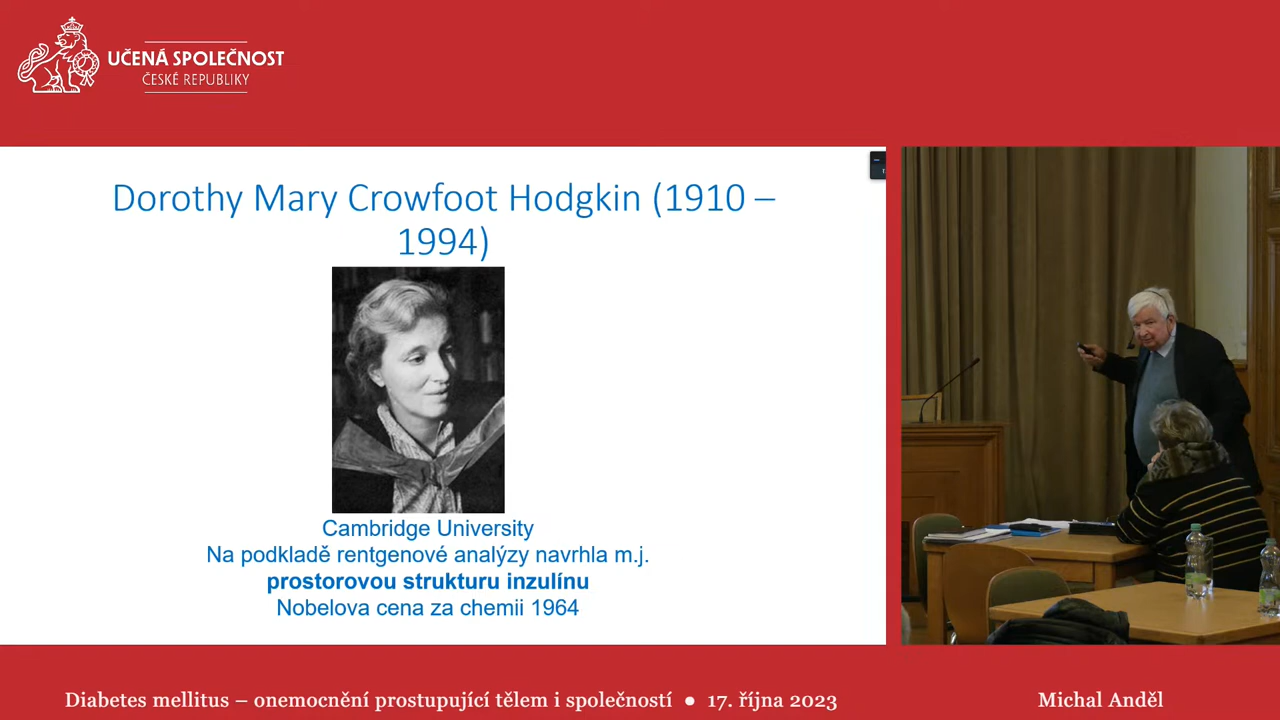 UČENÁ SPOLEČNOST
ČESKÉ REPUBLIKY
Dorothy Mary Crowfoot Hodgkin (1910 –
1994)
Cambridge University
Na podkladě rentgenové analýzy navrhla m.j.
prostorovou strukturu inzulínu
Nobelova cena za chemii 1964
Diabetes mellitus – onemocnění prostupující tělem i společností ● 17. října 2023
Michal Anděl